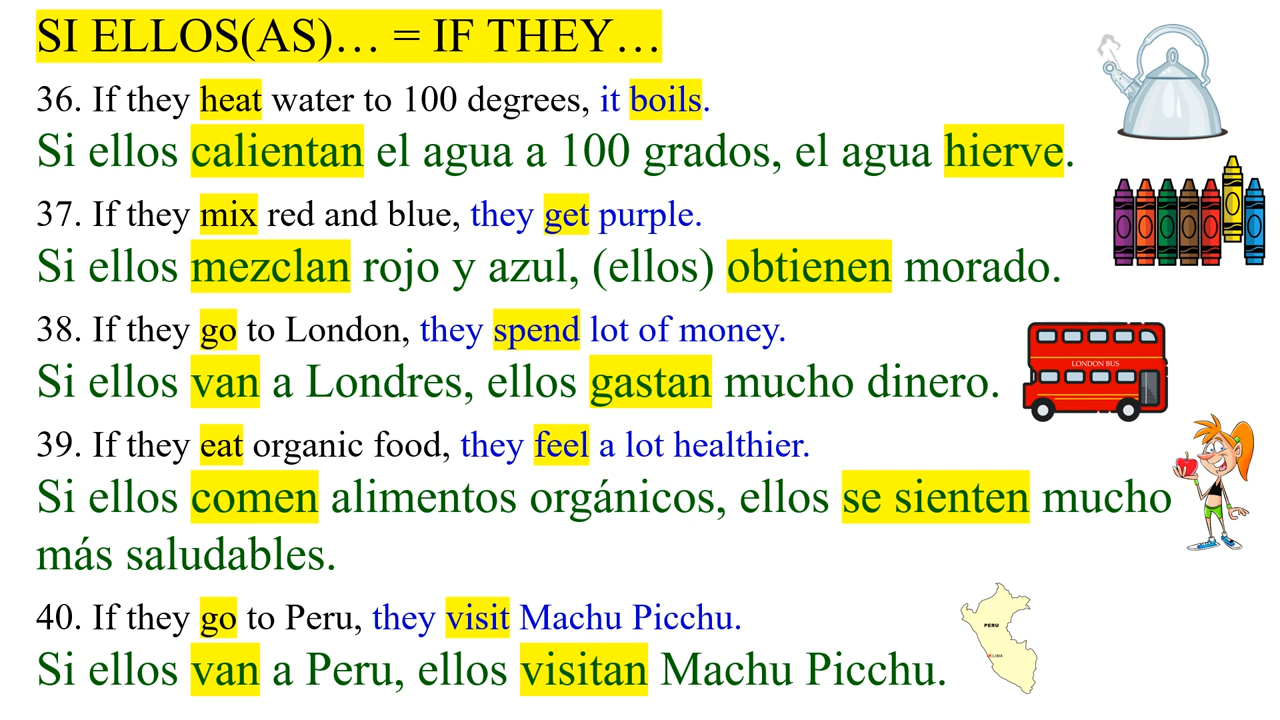 SI ELLOS(AS)… = IF THEY…
36. If they heat water to 100 degrees, it boils.
Si ellos calientan el agua a 100 grados, el agua hierve.
37. If they mix red and blue, they get purple.
Si ellos mezclan rojo y azul, (ellos) obtienen morado.
38. If they go to London, they spend lot of money.
Si ellos van a Londres, ellos gastan mucho dinero.
LONDON BUS
39. If they eat organic food, they feel a lot healthier.
Si ellos comen alimentos orgánicos, ellos se sienten mucho
más saludables.
40. If they go to Peru, they visit Machu Picchu.
Si ellos van a Peru, ellos visitan Machu Picchu.
PERU
LIMA